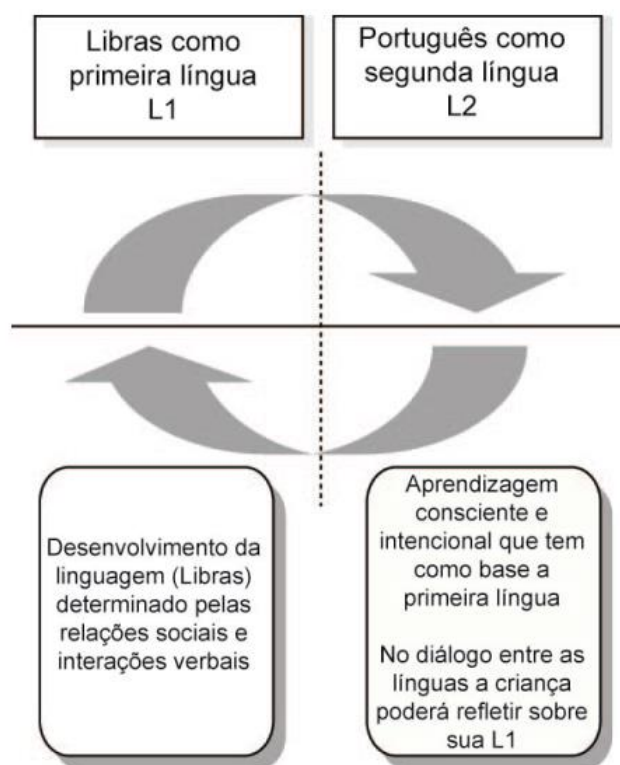 Libras como
primeira língua
L1
Português como
segunda língua
L2
Desenvolvimento da
linguagem (Libras)
determinado pelas
relações sociais e
interações verbais
Aprendizagem
consciente e
intencional que tem
como base a
primeira língua
No diálogo entre as
línguas a criança
poderá refletir sobre
sua L1